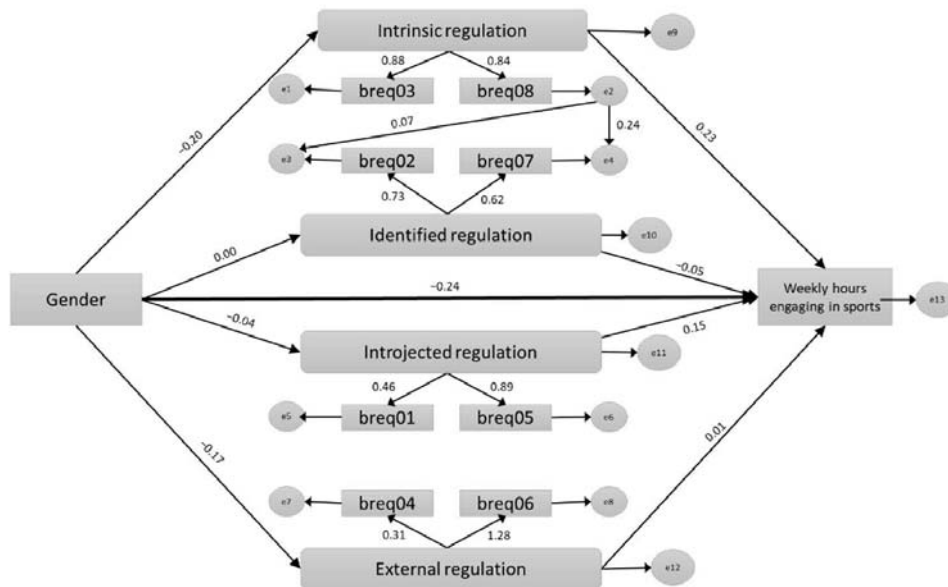 Intrinsic regulation
e9
0.88
0.84
e1
breq03
breq08
e2
−0.20
0.07
0.24
0.23
e3
breq02
breq07
e4
0.73
0.62
Identified regulation
e10
0.00
−0.05
Gender
−0.24
Weekly hours
engaging in sports
e13
−0.04
0.15
Introjected regulation
e11
0.46
0.89
e5
breq01
breq05
e6
−0.17
0.01
e7
breq04
breq06
e8
0.31
1.28
External regulation
e12